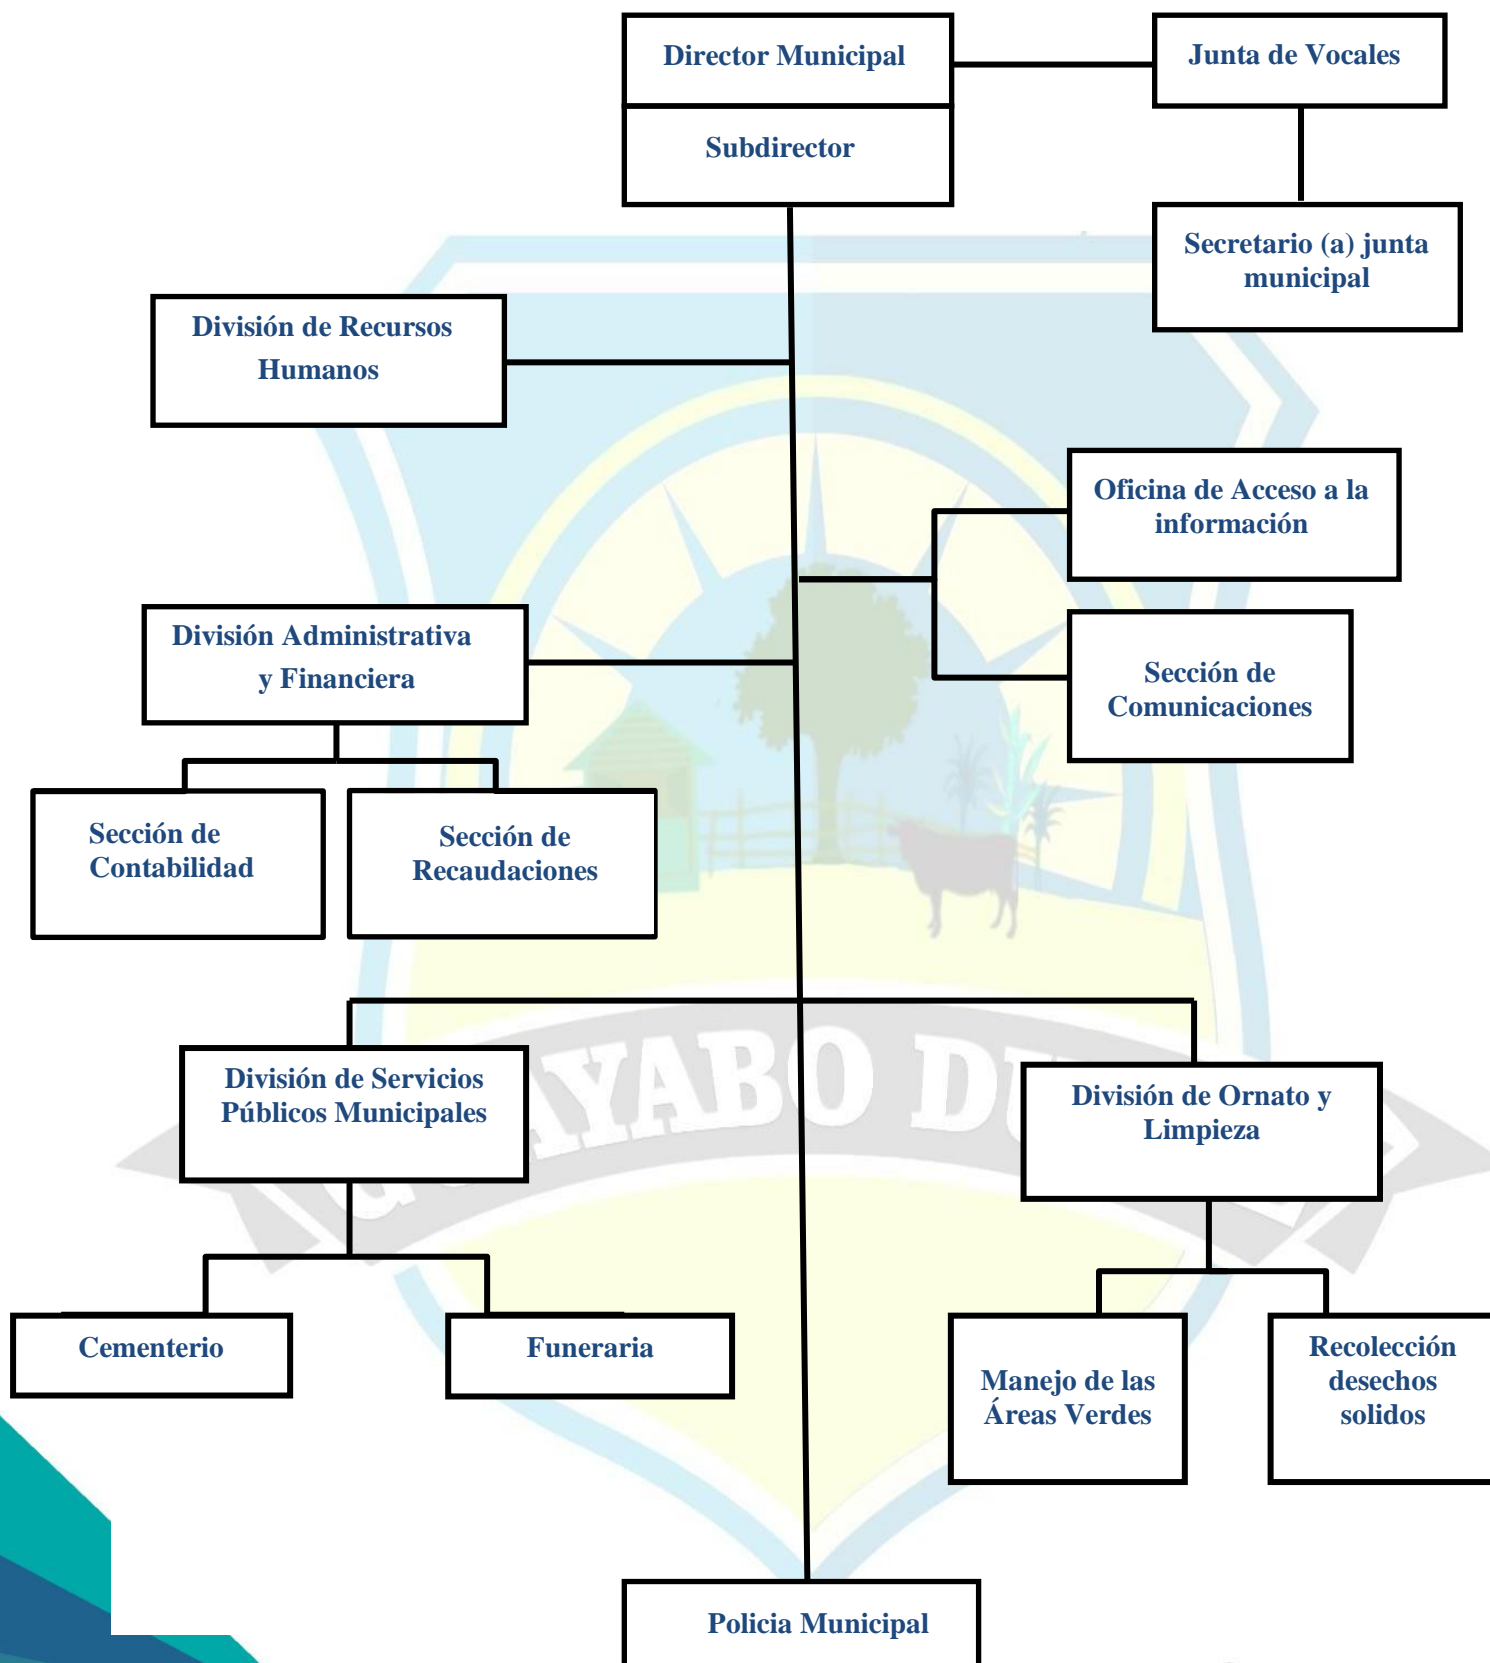 Director Municipal
Junta de Vocales
Subdirector
Secretario (a) junta
municipal
División de Recursos
Humanos
Oficina de Acceso a la
información
División Administrativa
y Financiera
Sección de
Comunicaciones
Sección de
Contabilidad
Sección de
Recaudaciones
División de Servicios
Públicos Municipales
División de Ornato y
Limpieza
Cementerio
Funeraria
Manejo de las
Áreas Verdes
Recolección
desechos
solidos
Policia Municipal